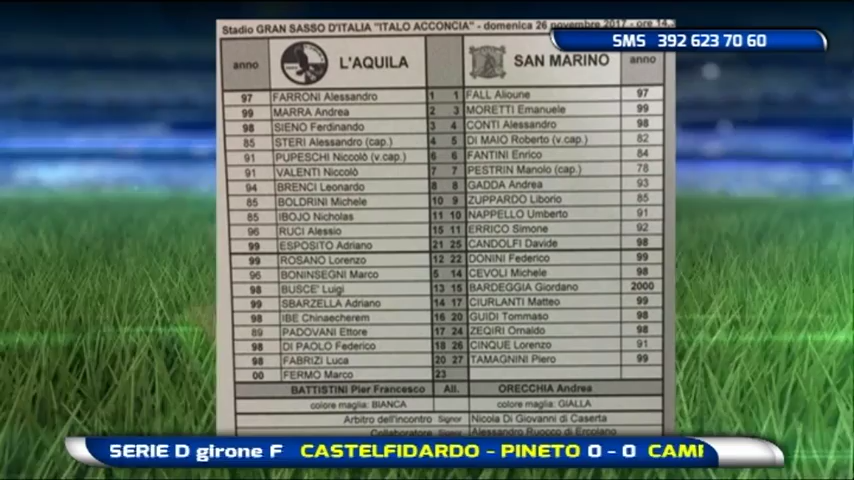 Stadio GRAN SASSO D'ITALIA "ITALO ACCONCIA" - domenica 26 novembre 2017 - ore 14
SMS 392 623 70 60
anno L'AQUILA SAN MARINO anno
97 FARRONI Alessandro 1 1 FALL Alioune 97
99 MARRA Andrea 2 3 MORETTI Emanuele 99
98 SIENO Ferdinando 3 4 CONTI Alessandro 98
85 STERI Alessandro (cap.) 4 5 DI MAIO Roberto (v.cap.) 82
91 PUPESCHI Niccolò (v.cap.) 6 6 FANTINI Enrico 84
91 VALENTI Niccolò 7 7 PESTRIN Manolo (cap.) 78
94 BRENCI Leonardo 8 8 GADDA Andrea 93
85 BOLDRINI Michele 10 9 ZUPPARDO Liborio 85
85 IBOJO Nicholas 11 10 NAPPELLO Umberto 91
96 RUCI Alessio 15 11 ERRICO Simone 92
99 ESPOSITO Adriano 21 25 CANDOLFI Davide 98
99 ROSANO Lorenzo 12 22 DONINI Federico 99
96 BONINSEGNI Marco 5 14 CEVOLI Michele 98
98 BUSCE' Luigi 13 15 BARDEGGIA Giordano 2000
99 SBARZELLA Adriano 14 17 CIURLANTI Matteo 99
98 IBE Chinaecherem 16 20 GUIDI Tommaso 98
89 PADOVANI Ettore 17 24 ZEQIRI Ornaldo 98
98 DI PAOLO Federico 18 26 CINQUE Lorenzo 91
98 FABRIZI Luca 20 27 TAMAGNINI Piero 99
00 FERMO Marco 23
BATTISTINI Pier Francesco All. ORECCHIA Andrea
colore maglia: BIANCA colore maglia: GIALLA
Arbitro dell'incontro Signor Nicola Di Giovanni di Caserta
Collaboratore Signor Alessandro Ruocco di Ercolano
SERIE D girone F CASTELFIDARDO - PINETO 0 - 0 CAMI